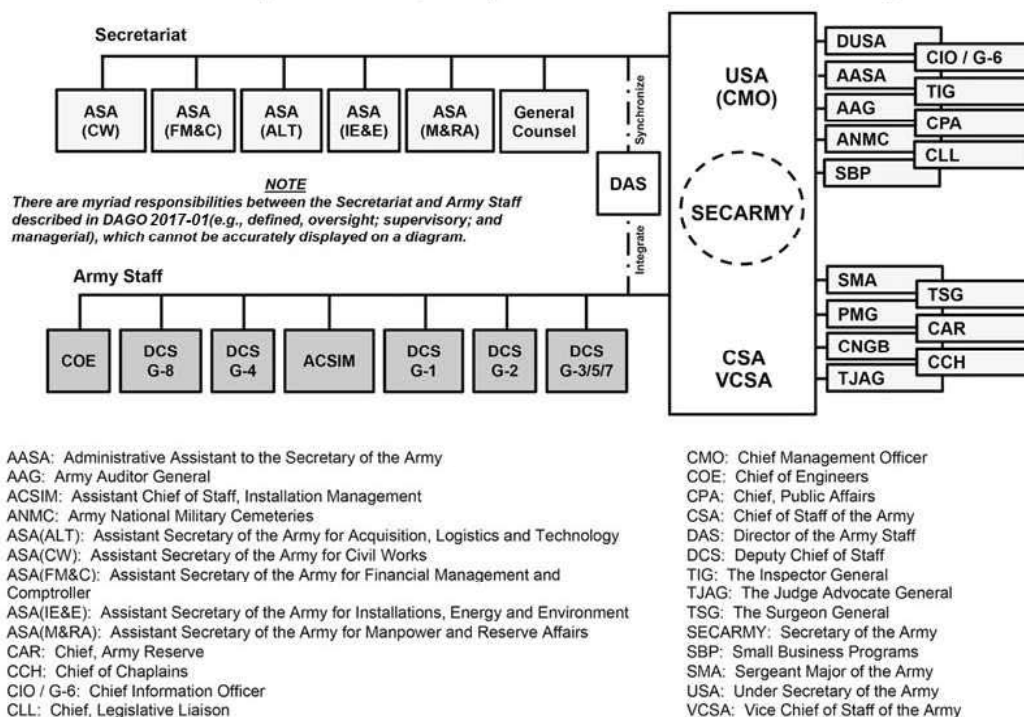 Secretariat
ASA
(CW)
ASA
(FM&C)
ASA
(ALT)
ASA
(IE&E)
ASA
(M&RA)
General
Counsel
Synchronize
DAS
Integrate
USA
(CMO)
SECARMY
CSA
VCSA
DUSA
CIO / G-6
AASA
TIG
AAG
CPA
ANMC
CLL
SBP
NOTE
There are myriad responsibilities between the Secretariat and Army Staff
described in DAGO 2017-01(e.g., defined, oversight; supervisory; and
managerial), which cannot be accurately displayed on a diagram.
Army Staff
COE
DCS
G-8
DCS
G-4
ACSIM
DCS
G-1
DCS
G-2
DCS
G-3/5/7
SMA
TSG
PMG
CAR
CNGB
CCH
TJAG
AASA: Administrative Assistant to the Secretary of the Army
AAG: Army Auditor General
ACSIM: Assistant Chief of Staff, Installation Management
ANMC: Army National Military Cemeteries
ASA(ALT): Assistant Secretary of the Army for Acquisition, Logistics and Technology
ASA(CW): Assistant Secretary of the Army for Civil Works
ASA(FM&C): Assistant Secretary of the Army for Financial Management and
Comptroller
ASA(IE&E): Assistant Secretary of the Army for Installations, Energy and Environment
ASA(M&RA): Assistant Secretary of the Army for Manpower and Reserve Affairs
CAR: Chief, Army Reserve
CCH: Chief of Chaplains
CIO / G-6: Chief Information Officer
CLL: Chief, Legislative Liaison
CMO: Chief Management Officer
COE: Chief of Engineers
CPA: Chief, Public Affairs
CSA: Chief of Staff of the Army
DAS: Director of the Army Staff
DCS: Deputy Chief of Staff
TIG: The Inspector General
TJAG: The Judge Advocate General
TSG: The Surgeon General
SECARMY: Secretary of the Army
SBP: Small Business Programs
SMA: Sergeant Major of the Army
USA: Under Secretary of the Army
VCSA: Vice Chief of Staff of the Army